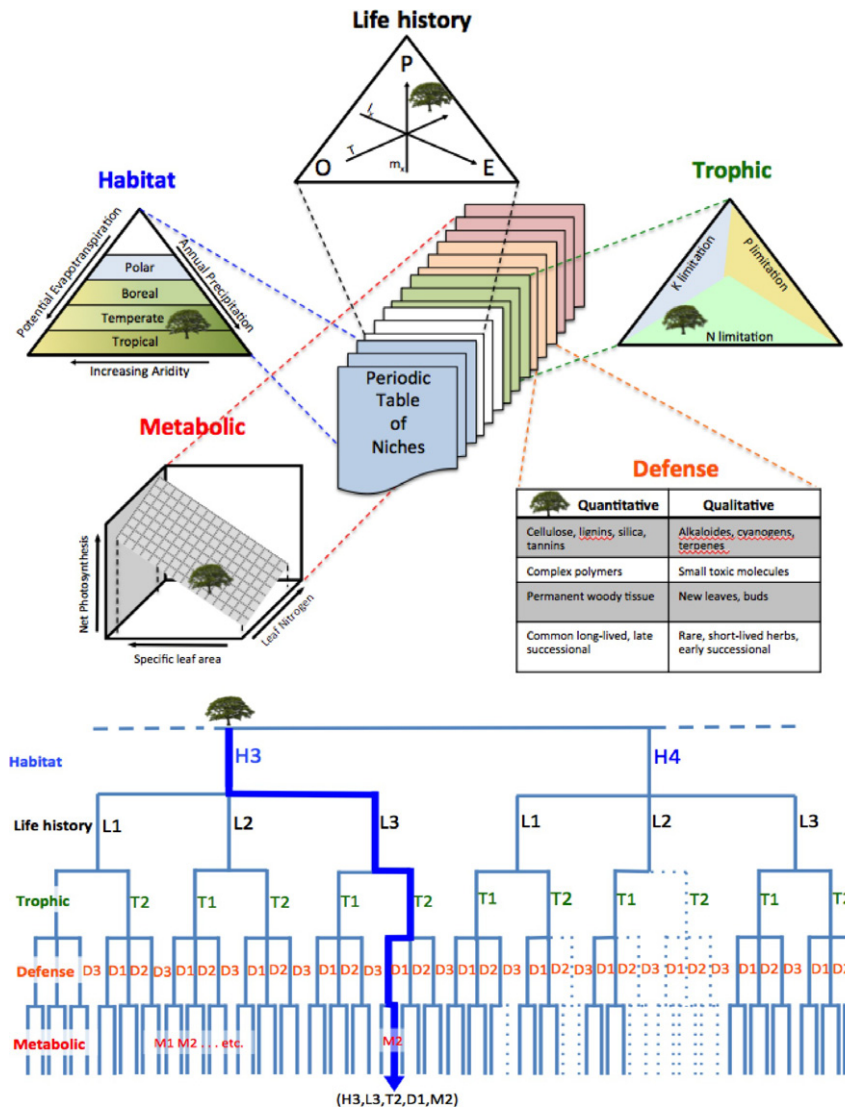 Life history
P
lx
T
O
E
mx
Habitat
Potential Evapotranspiration
Annual Precipitation
Polar
Boreal
Temperate
Tropical
Increasing Aridity
Trophic
K limitation
P limitation
N limitation
Periodic
Table
of
Niches
Metabolic
Net Photosynthesis
Specific leaf area
Leaf Nitrogen
Defense
Quantitative Qualitative
Cellulose, lignins, silica, tannins
Alkaloides, cyanogens, terpenes
Complex polymers
Small toxic molecules
Permanent woody tissue
New leaves, buds
Common long-lived, late successional
Rare, short-lived herbs, early successional
Habitat
H3 H4
Life history L1 L2 L3 L1 L2 L3
Trophic T2 T1 T2 T1 T2 T1 T2 T1 T2 T1 T2
Defense D3 D1 D2 D3 D1 D2 D3 D1 D2 D3 D1 D2 D3 D1 D2 D3 D1 D2 D3 D1 D2 D3 D1 D2 D3 D1 D2 D3 D1 D2 D3 D1 D2
Metabolic M1 M2 . . . etc. M2
(H3,L3,T2,D1,M2)